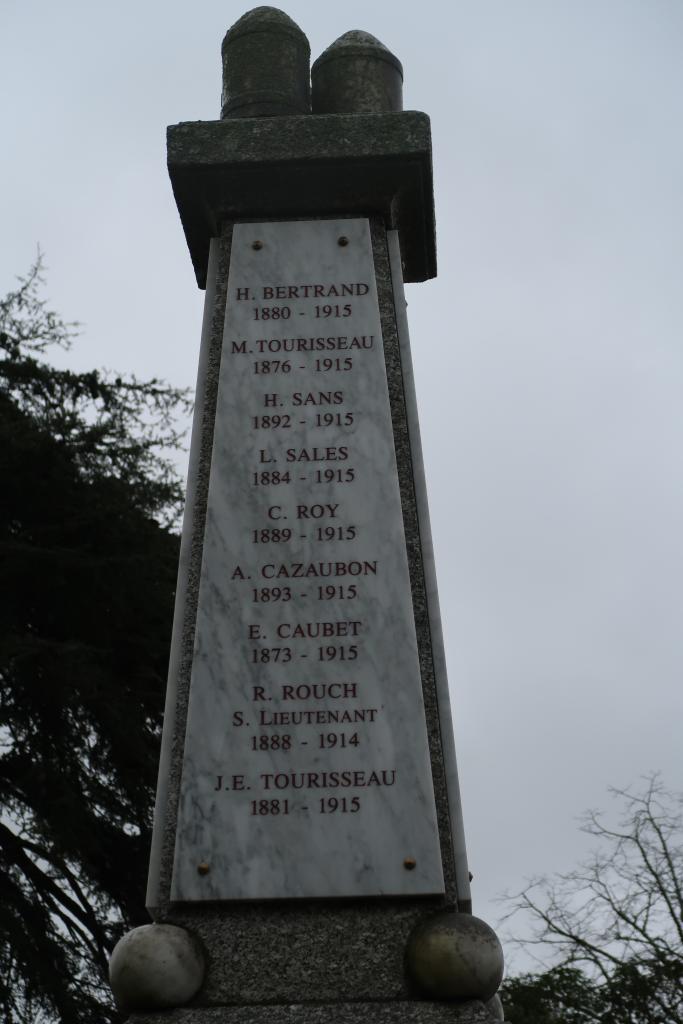 H. BERTRAND
1880 - 1915
M. TOURISSEAU
1876 - 1915
H. SANS
1892 - 1915
L. SALES
1884 - 1915
C. ROY
1889 - 1915
A. CAZAUBON
1893 - 1915
E. CAUBET
1873 - 1915
R. ROUCH
S. LIEUTENANT
1888 - 1914
J.E. TOURISSEAU
1881 - 1915